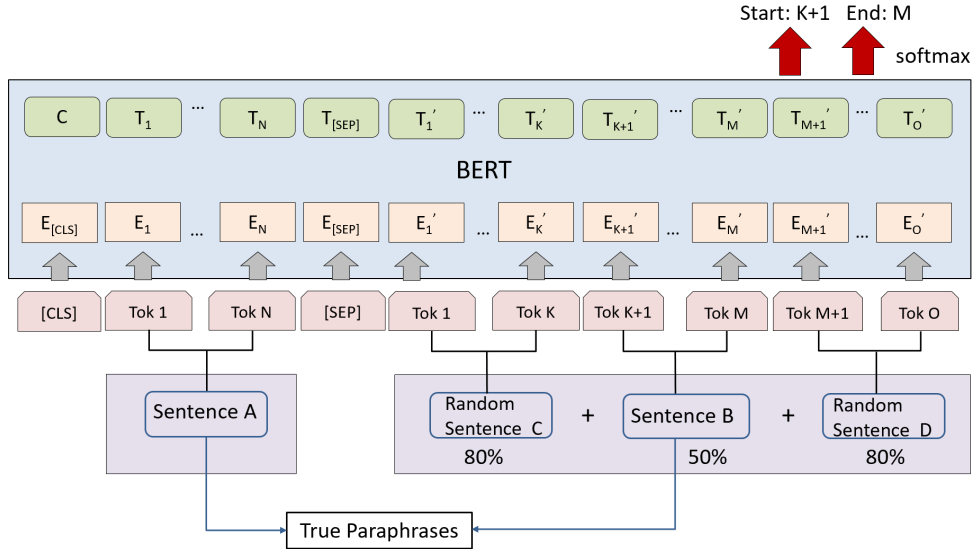 Start: K+1 End: M
softmax
C T1 ... TN T[SEP] T1′ ... TK′ TK+1′ ... TM′ TM+1′ ... TO′
BERT
E[CLS] E1 ... EN E[SEP] E1′ ... EK′ EK+1′ ... EM′ EM+1′ ... EO′
[CLS] Tok 1 Tok N [SEP] Tok 1 Tok K Tok K+1 Tok M Tok M+1 Tok O
Sentence A
Random
Sentence C
+
Sentence B
+
Random
Sentence D
80% 50% 80%
True Paraphrases